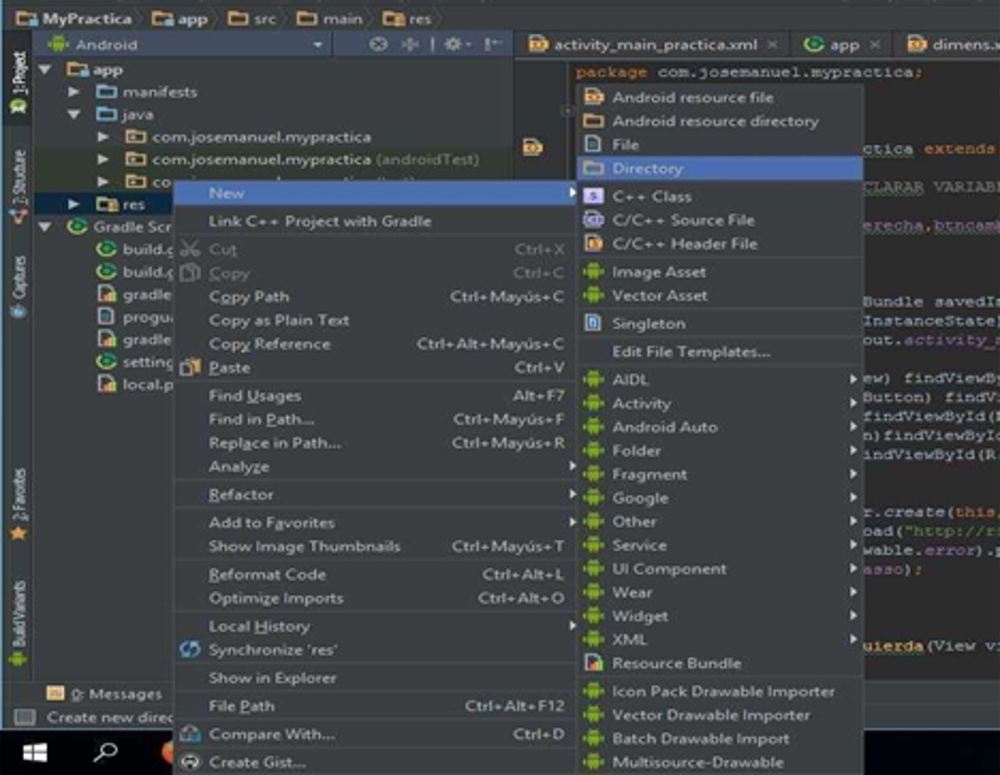 MyPractica app src main res
Android
activity_main_practica.xml app
1: Project
7: Structure
Captures
2: Favorites
Build Variants
app
manifests
java
com.josemanuel.mypractica
com.josemanuel.mypractica (androidTest)
co
res
Gradle Scr
build.g
build.g
gradle
progu
gradle
setting
local.p
0: Messages
Create new direc
New
Link C++ Project with Gradle
Cut Ctrl+X
Copy Ctrl+C
Copy Path Ctrl+Mayús+C
Copy as Plain Text
Copy Reference Ctrl+Alt+Mayús+C
Paste Ctrl+V
Find Usages Alt+F7
Find in Path... Ctrl+Mayús+F
Replace in Path... Ctrl+Mayús+R
Analyze
Refactor
Add to Favorites
Show Image Thumbnails Ctrl+Mayús+T
Reformat Code Ctrl+Alt+L
Optimize Imports Ctrl+Alt+O
Local History
Synchronize 'res'
Show in Explorer
File Path Ctrl+Alt+F12
Compare With... Ctrl+D
Create Gist...
Android resource file
Android resource directory
File
Directory
C++ Class
C/C++ Source File
C/C++ Header File
Image Asset
Vector Asset
Singleton
Edit File Templates...
AIDL
Activity
Android Auto
Folder
Fragment
Google
Other
Service
UI Component
Wear
Widget
XML
Resource Bundle
Icon Pack Drawable Importer
Vector Drawable Importer
Batch Drawable Import
Multisource-Drawable
package com.josemanuel.mypractica;
ctica extends
CLARAR VARIAB
erecha,btncam
Bundle savedIn
InstanceState
out.activity_
ew) findViewBy
Button) findVi
findViewById(
n)findViewById
indViewById(R
r.create(this,
oad("http://
wable.error).
asso);
uierda(View vi